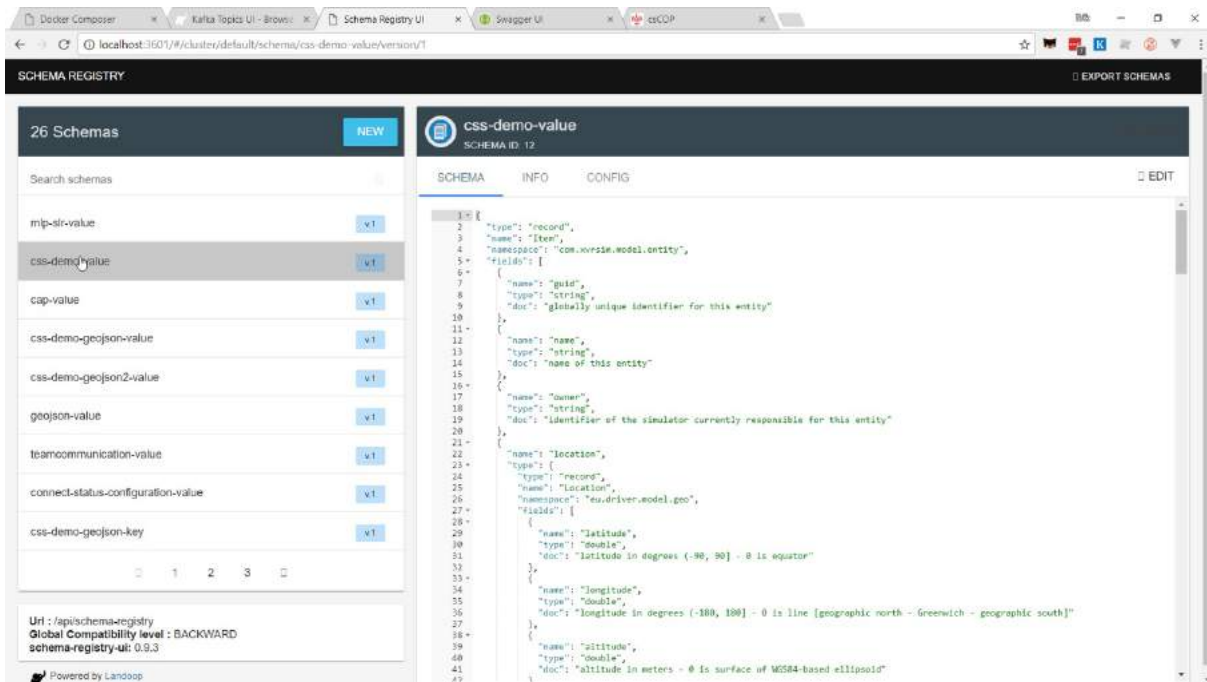 Docker Composer
Kafka Topics UI - Browse
Schema Registry UI
Swagger UI
csCOP
localhost:3601/#/cluster/default/schema/css-demo-value/version/1
SCHEMA REGISTRY
EXPORT SCHEMAS
26 Schemas
NEW
Search schemas
mlp-slr-value v.1
css-demo-value v.1
cap-value v.1
css-demo-geojson-value v.1
css-demo-geojson2-value v.1
geojson-value v.1
teamcommunication-value v.1
connect-status-configuration-value v.1
css-demo-geojson-key v.1
1 2 3
Url : /api/schema-registry
Global Compatibility level : BACKWARD
schema-registry-ui: 0.9.3
Powered by Landoop
css-demo-value
SCHEMA ID: 12
SCHEMA INFO CONFIG
EDIT
1 {
2 "type": "record",
3 "name": "Item",
4 "namespace": "com.xvrsim.model.entity",
5 "fields": [
6 {
7 "name": "guid",
8 "type": "string",
9 "doc": "globally unique identifier for this entity"
10 },
11 {
12 "name": "name",
13 "type": "string",
14 "doc": "name of this entity"
15 },
16 {
17 "name": "owner",
18 "type": "string",
19 "doc": "identifier of the simulator currently responsible for this entity"
20 },
21 {
22 "name": "location",
23 "type": {
24 "type": "record",
25 "name": "Location",
26 "namespace": "eu.driver.model.geo",
27 "fields": [
28 {
29 "name": "latitude",
30 "type": "double",
31 "doc": "latitude in degrees (-90, 90] - 0 is equator"
32 },
33 {
34 "name": "longitude",
35 "type": "double",
36 "doc": "longitude in degrees (-180, 180] - 0 is line [geographic north - Greenwich - geographic south]"
37 },
38 {
39 "name": "altitude",
40 "type": "double",
41 "doc": "altitude in meters - 0 is surface of WGS84-based ellipsoid"
42 }